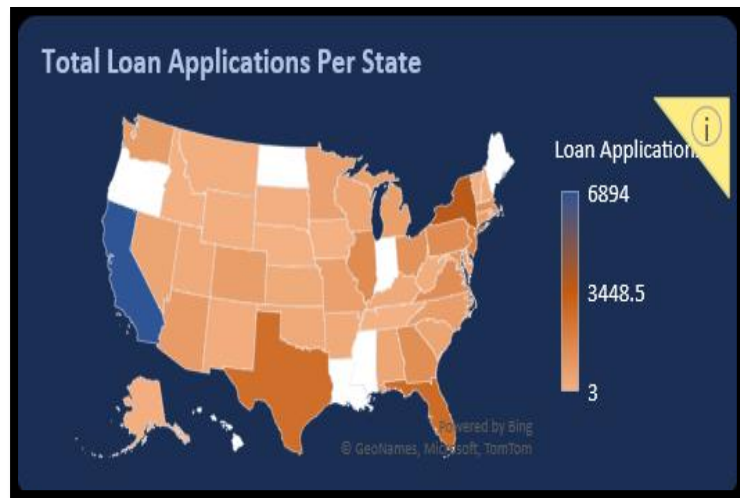 Total Loan Applications Per State
i
Loan Application
6894
3448.5
3
Powered by Bing
© GeoNames, Microsoft, TomTom